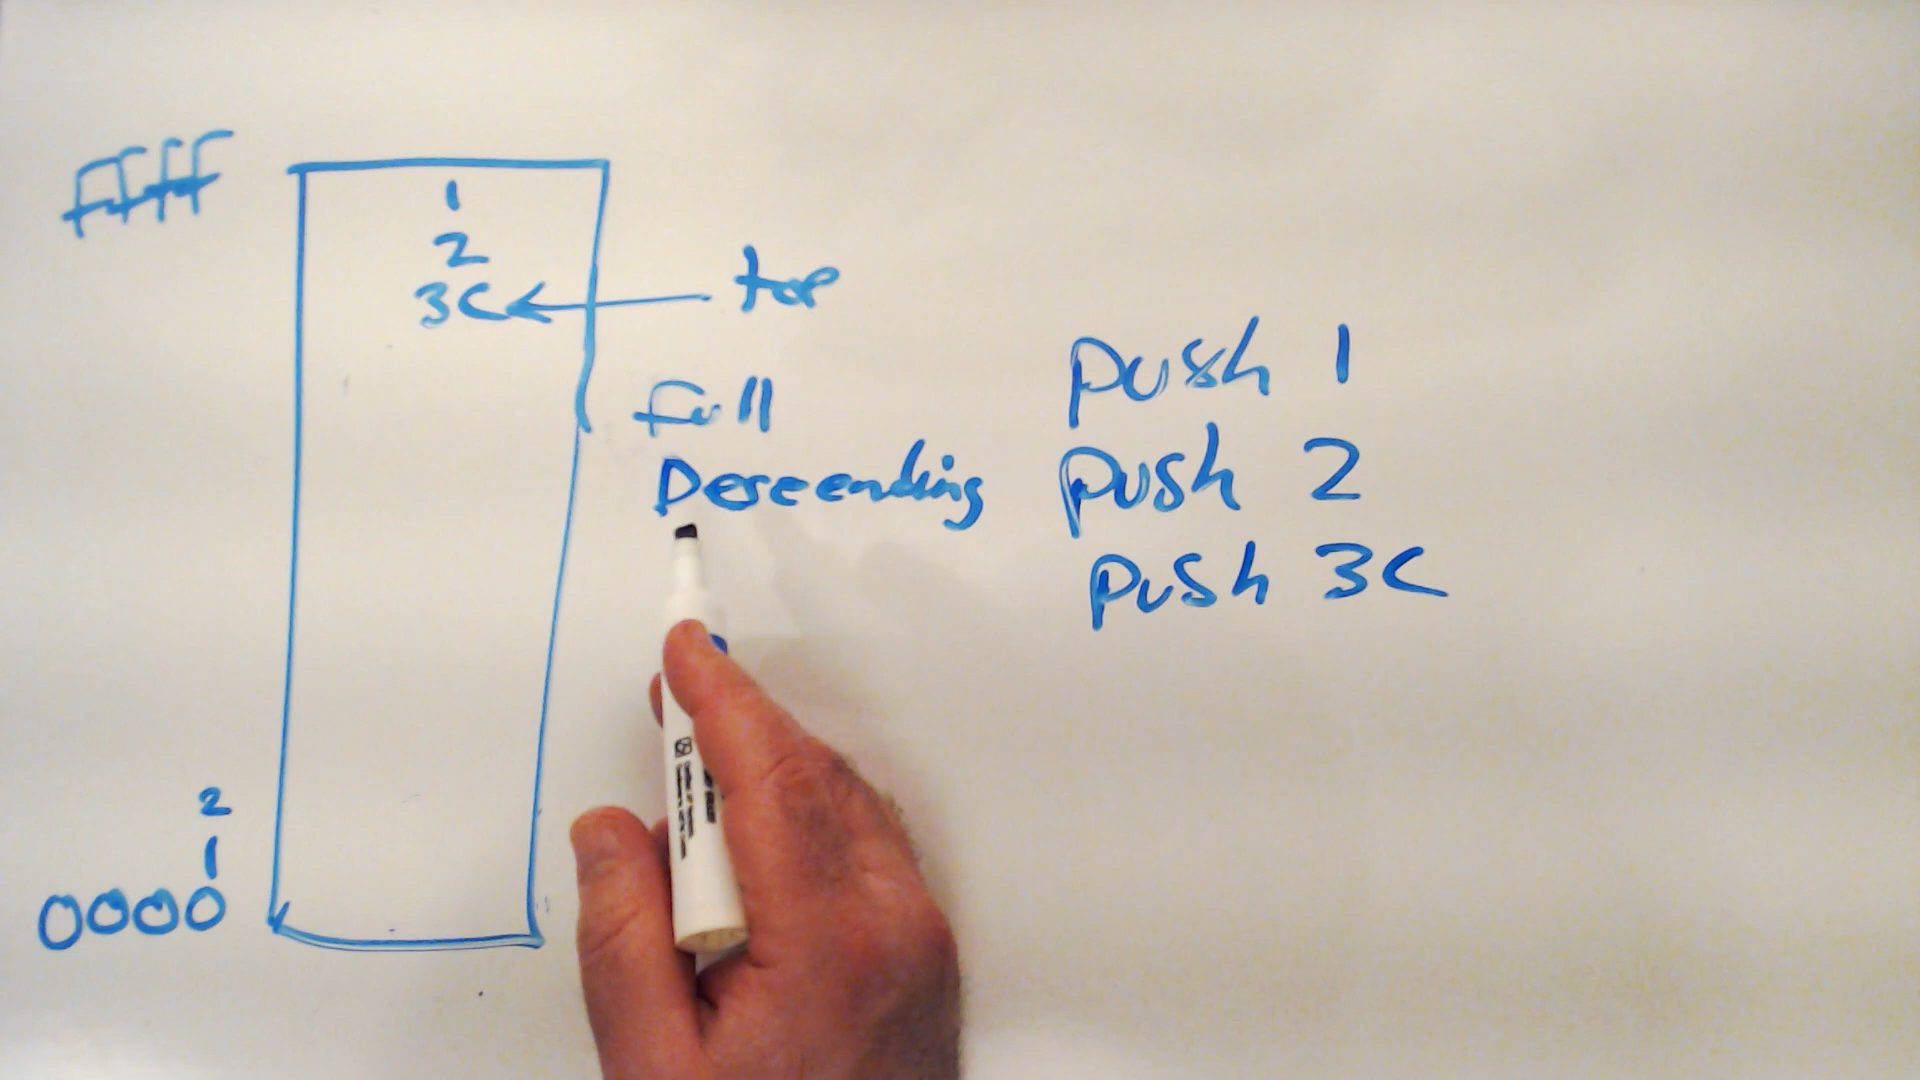 ffff
1
2
3C
top
full
Descending
push 1
push 2
push 3C
2
1
0000